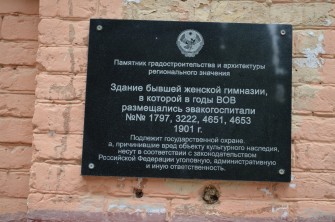 Памятник градостроительства и архитектуры
регионального значения
Здание бывшей женской гимназии,
в которой в годы ВОВ
размещались эвакогоспитали
№№ 1797, 3222, 4651, 4653
1901 г.
Подлежит государственной охране,
а, причинившие вред объекту культурного наследия,
несут в соответствии с законодательством
Российской Федерации уголовную, административную
и иную ответственность.